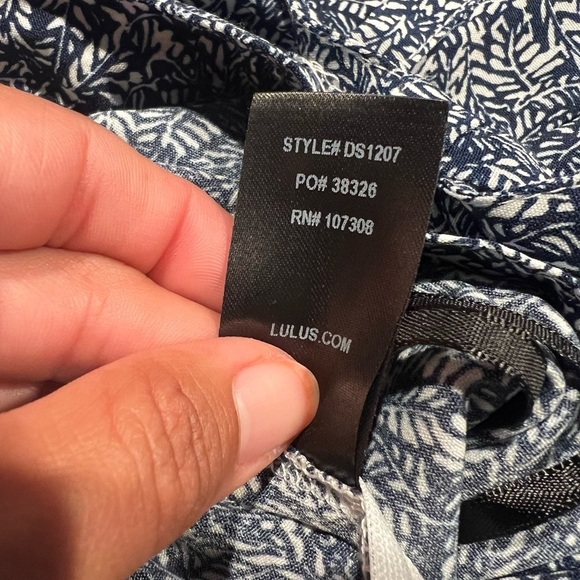 STYLE# DS1207
PO# 38326
RN# 107308
LULUS.COM